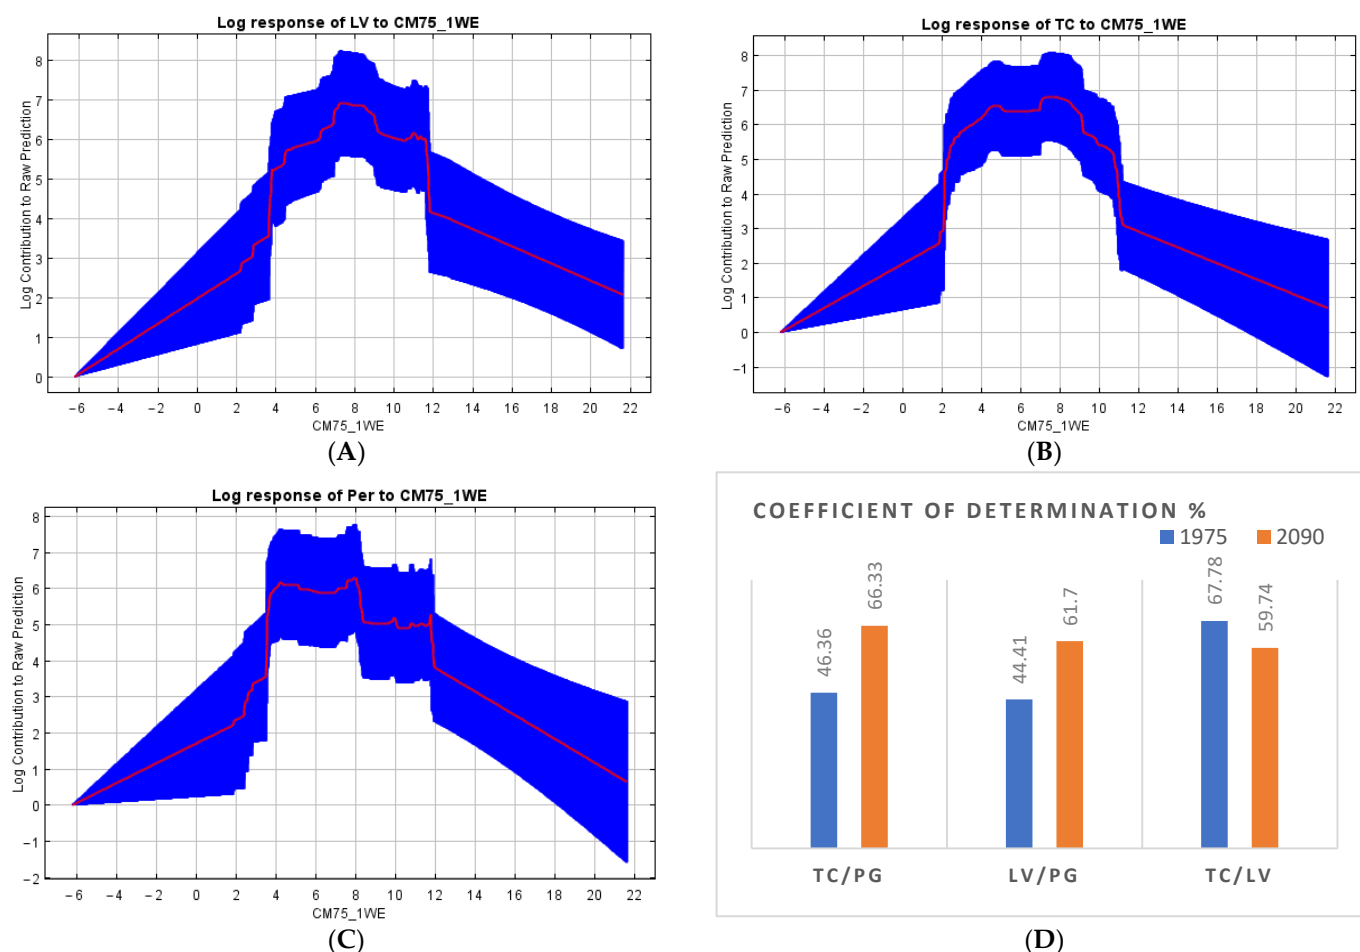 Log response of LV to CM75_1WE
Log Contribution to Raw Prediction
8
7
6
5
4
3
2
1
0
−6 −4 −2 0 2 4 6 8 10 12 14 16 18 20 22
CM75_1WE
(A)
Log response of TC to CM75_1WE
Log Contribution to Raw Prediction
8
7
6
5
4
3
2
1
0
−1
−6 −4 −2 0 2 4 6 8 10 12 14 16 18 20 22
CM75_1WE
(B)
Log response of Per to CM75_1WE
Log Contribution to Raw Prediction
8
7
6
5
4
3
2
1
0
−1
−2
−6 −4 −2 0 2 4 6 8 10 12 14 16 18 20 22
CM75_1WE
(C)
COEFFICIENT OF DETERMINATION %
1975 2090
46.36 66.33 44.41 61.7 67.78 59.74
TC/PG LV/PG TC/LV
(D)